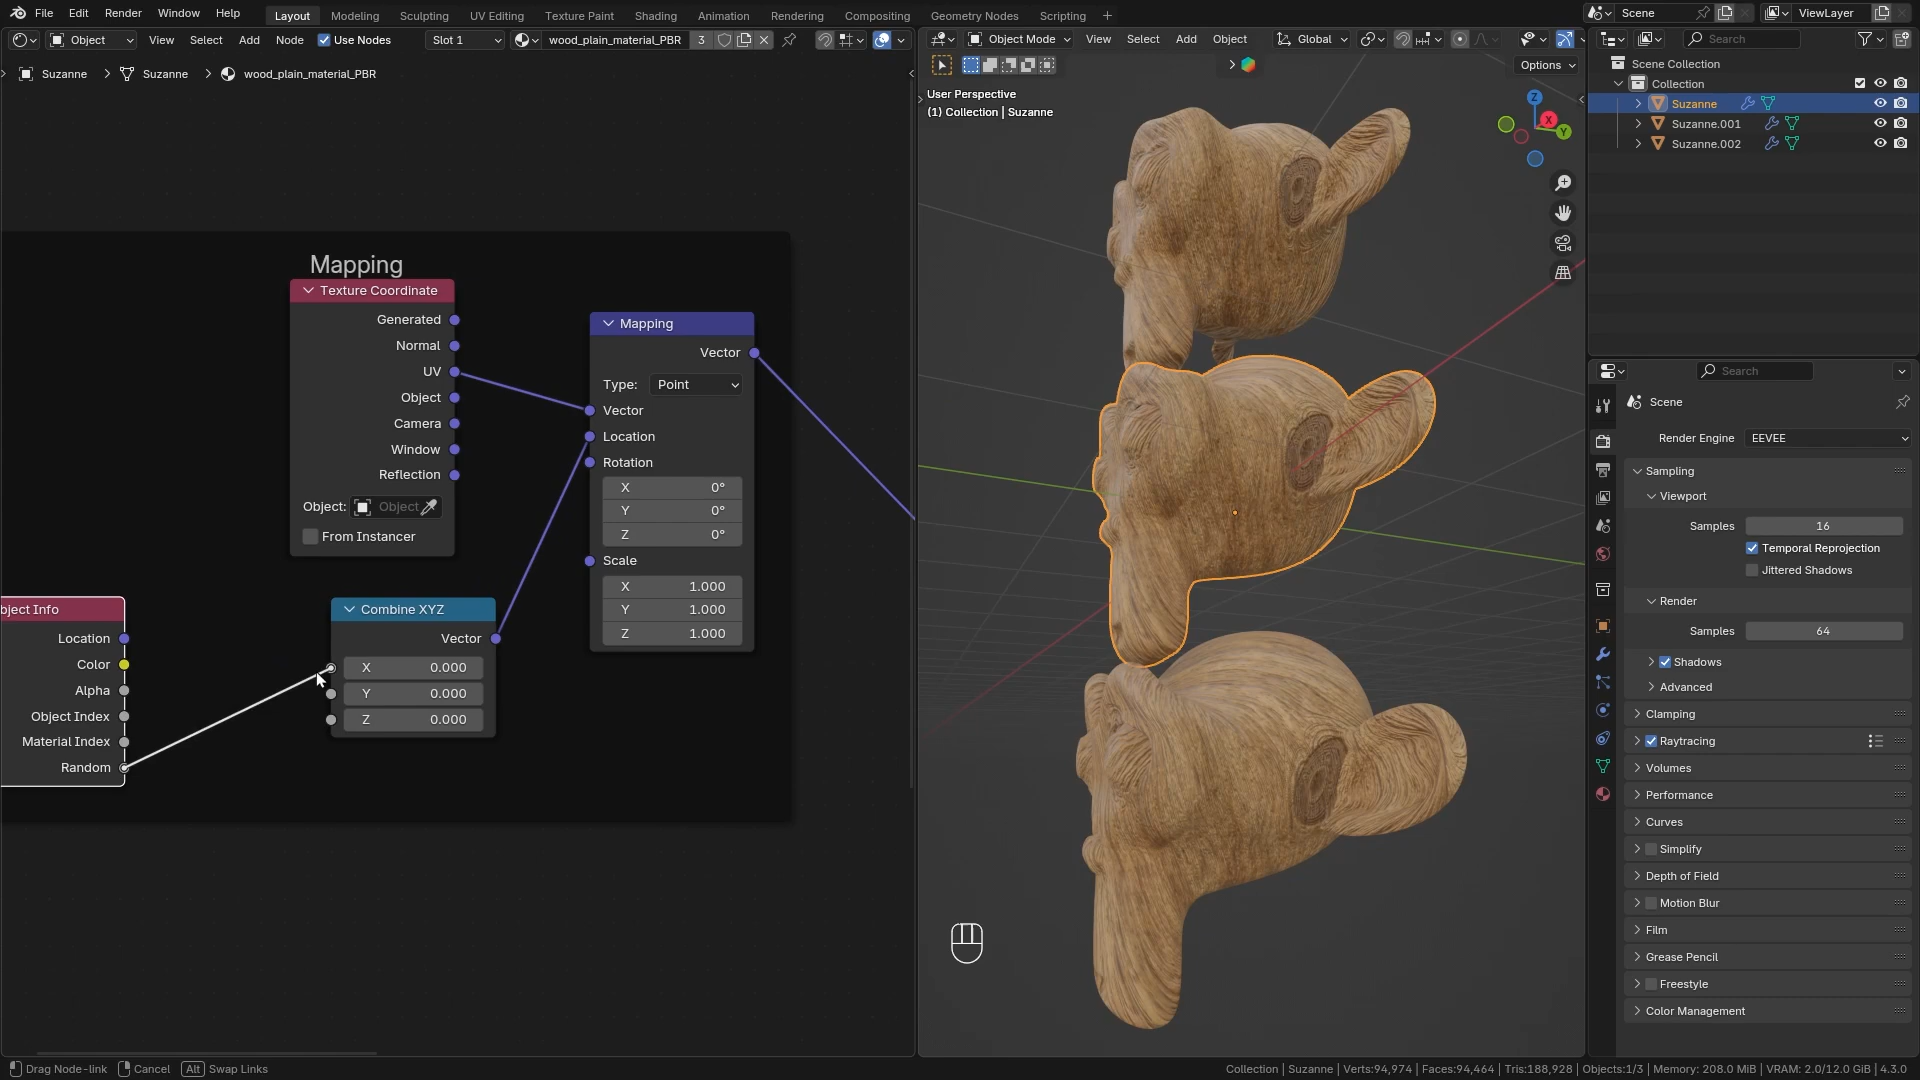 File Edit Render Window Help Layout Modeling Sculpting UV Editing Texture Paint Shading Animation Rendering Compositing Geometry Nodes Scripting + Scene ViewLayer
Object View Select Add Node Use Nodes Slot 1 wood_plain_material_PBR 3
Suzanne > Suzanne > wood_plain_material_PBR
Mapping
Texture Coordinate
Generated
Normal
UV
Object
Camera
Window
Reflection
Object: Object
From Instancer
Mapping
Vector
Type: Point
Vector
Location
Rotation
X 0°
Y 0°
Z 0°
Scale
X 1.000
Y 1.000
Z 1.000
bject Info
Location
Color
Alpha
Object Index
Material Index
Random
Combine XYZ
Vector
X 0.000
Y 0.000
Z 0.000
Object Mode View Select Add Object Global
Options
User Perspective
(1) Collection | Suzanne
Z
X
Y
Search
Scene Collection
Collection
Suzanne
Suzanne.001
Suzanne.002
Search
Scene
Render Engine EEVEE
Sampling
Viewport
Samples 16
Temporal Reprojection
Jittered Shadows
Render
Samples 64
Shadows
Advanced
Clamping
Raytracing
Volumes
Performance
Curves
Simplify
Depth of Field
Motion Blur
Film
Grease Pencil
Freestyle
Color Management
Drag Node-link Cancel Alt Swap Links
Collection | Suzanne | Verts:94,974 | Faces:94,464 | Tris:188,928 | Objects:1/3 | Memory: 208.0 MiB | VRAM: 2.0/12.0 GiB | 4.3.0